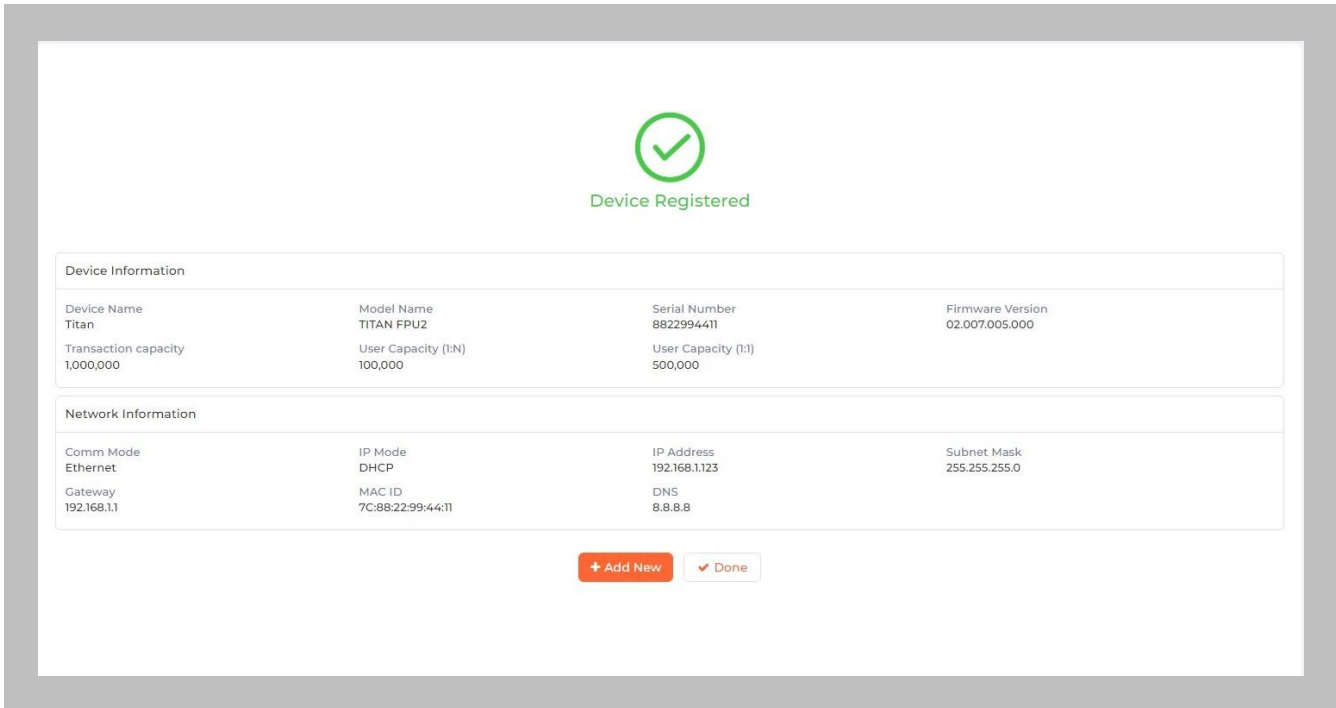 Device Registered
Device Information
Device Name Model Name Serial Number Firmware Version
Titan TITAN FPU2 8822994411 02.007.005.000
Transaction capacity User Capacity (1:N) User Capacity (1:1)
1,000,000 100,000 500,000
Network Information
Comm Mode IP Mode IP Address Subnet Mask
Ethernet DHCP 192.168.1.123 255.255.255.0
Gateway MAC ID DNS
192.168.1.1 7C:88:22:99:44:11 8.8.8.8
+ Add New ✔ Done